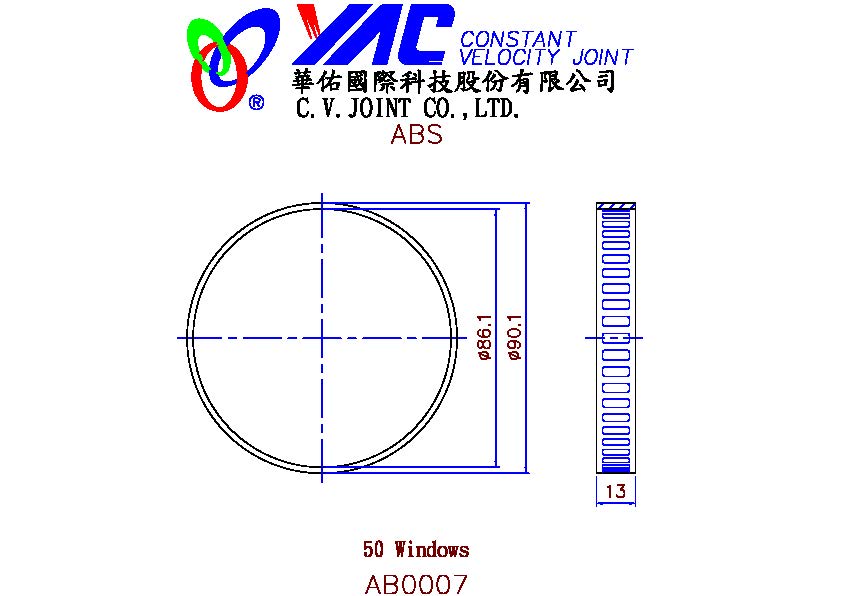 YAC CONSTANT
VELOCITY JOINT
®
華佑國際科技股份有限公司
C.V.JOINT CO.,LTD.
ABS
ø86.1
ø90.1
13
50 Windows
AB0007